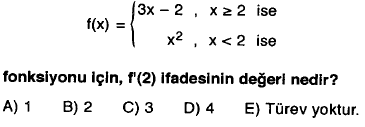 f(x) = { 3x – 2 , x ≥ 2 ise
x² , x < 2 ise
fonksiyonu için, f'(2) ifadesinin değeri nedir?
A) 1 B) 2 C) 3 D) 4 E) Türev yoktur.